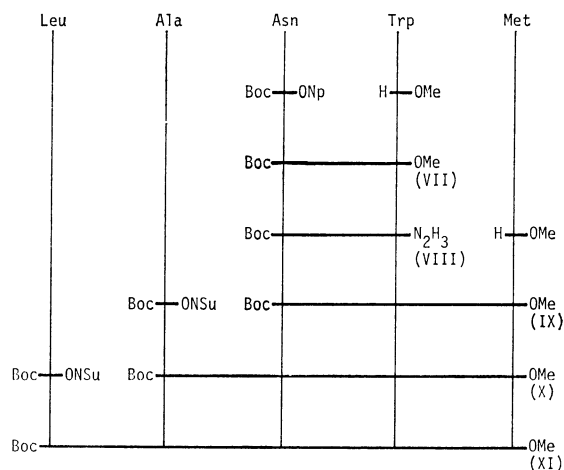 Leu Ala Asn Trp Met
Boc ONp H OMe
Boc OMe
(VII)
Boc N2H3 H OMe
(VIII)
Boc ONSu Boc OMe
(IX)
Boc ONSu Boc OMe
(X)
Boc OMe
(XI)